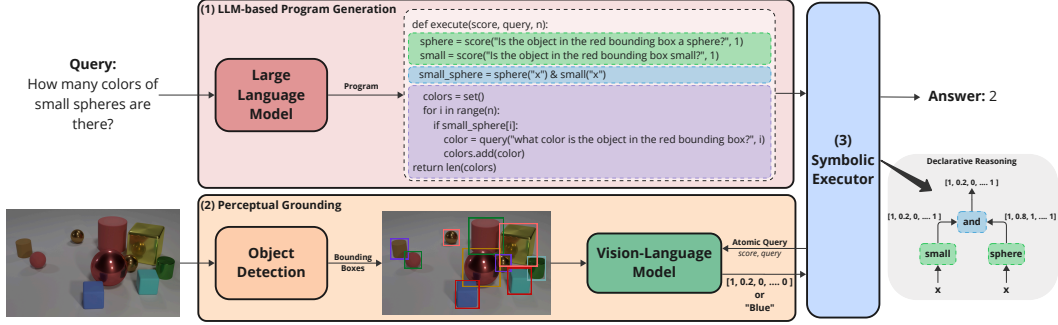 (1) LLM-based Program Generation
Query:
How many colors of
small spheres are
there?
Large
Language
Model
Program
def execute(score, query, n):
sphere = score("Is the object in the red bounding box a sphere?", 1)
small = score("Is the object in the red bounding box small?", 1)
small_sphere = sphere("x") & small("x")
colors = set()
for i in range(n):
if small_sphere[i]:
color = query("what color is the object in the red bounding box?", i)
colors.add(color)
return len(colors)
(2) Perceptual Grounding
Object
Detection
Bounding
Boxes
Vision-Language
Model
Atomic Query
score, query
[1, 0.2, 0, .... 0 ]
or
"Blue"
(3)
Symbolic
Executor
Answer: 2
Declarative Reasoning
[1, 0.2, 0, .... 1 ]
[1, 0.2, 0, .... 1 ]
[1, 0.8, 1, .... 1]
and
small
sphere
x
x